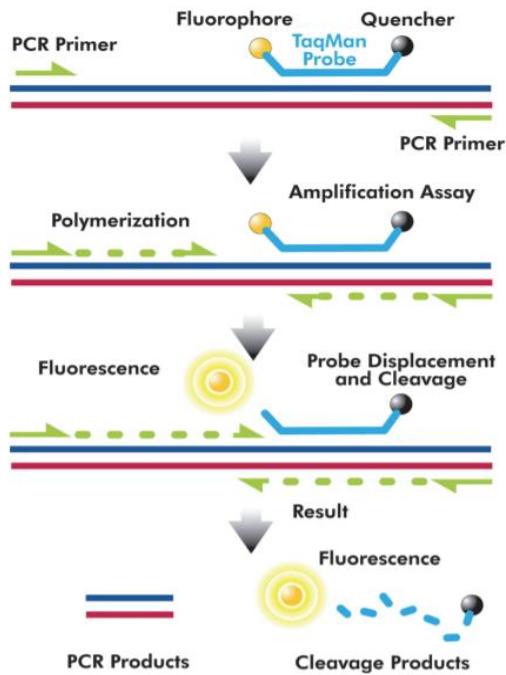 Fluorophore
Quencher
PCR Primer
TaqMan
Probe
PCR Primer
Amplification Assay
Polymerization
Fluorescence
Probe Displacement
and Cleavage
Result
Fluorescence
PCR Products
Cleavage Products